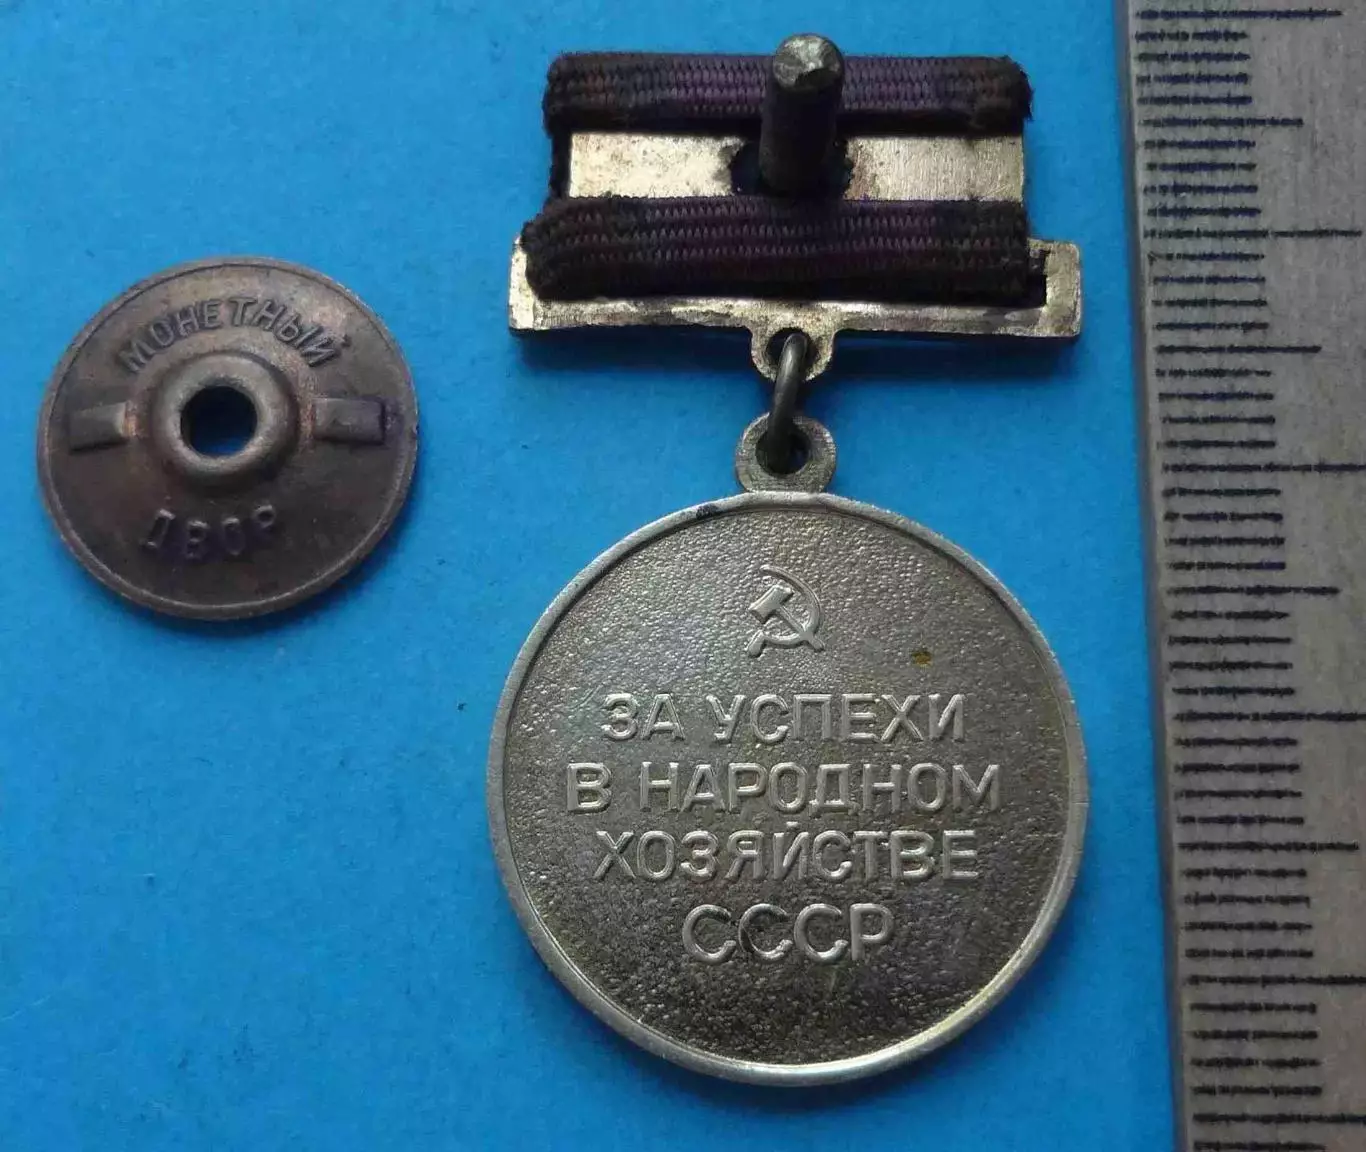 МОНЕТНЫЙ
ДВОР
ЗА УСПЕХИ
В НАРОДНОМ
ХОЗЯЙСТВЕ
СССР